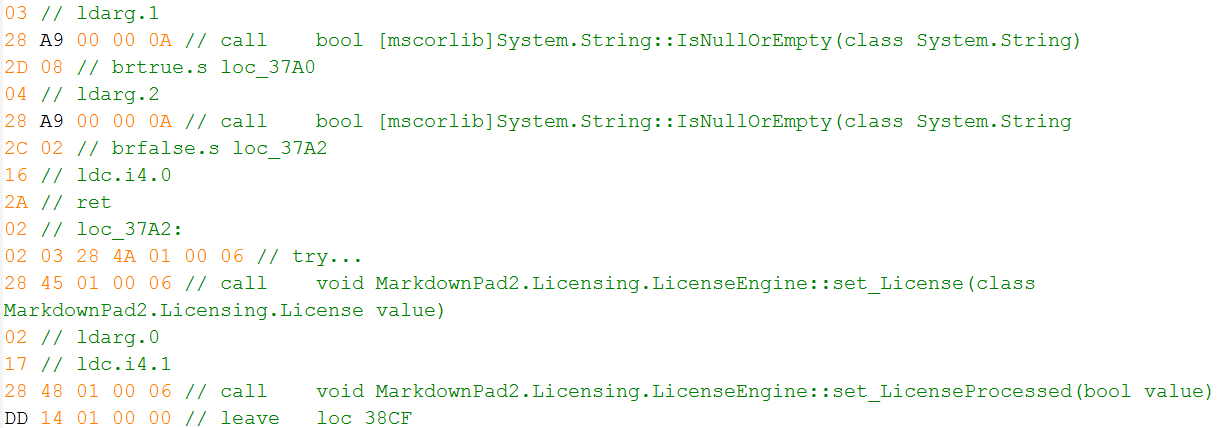 03 // ldarg.1
28 A9 00 00 0A // call    bool [mscorlib]System.String::IsNullOrEmpty(class System.String)
2D 08 // brtrue.s loc_37A0
04 // ldarg.2
28 A9 00 00 0A // call    bool [mscorlib]System.String::IsNullOrEmpty(class System.String
2C 02 // brfalse.s loc_37A2
16 // ldc.i4.0
2A // ret
02 // loc_37A2:
02 03 28 4A 01 00 06 // try...
28 45 01 00 06 // call    void MarkdownPad2.Licensing.LicenseEngine::set_License(class
MarkdownPad2.Licensing.License value)
02 // ldarg.0
17 // ldc.i4.1
28 48 01 00 06 // call    void MarkdownPad2.Licensing.LicenseEngine::set_LicenseProcessed(bool value)
DD 14 01 00 00 // leave   loc 38CF